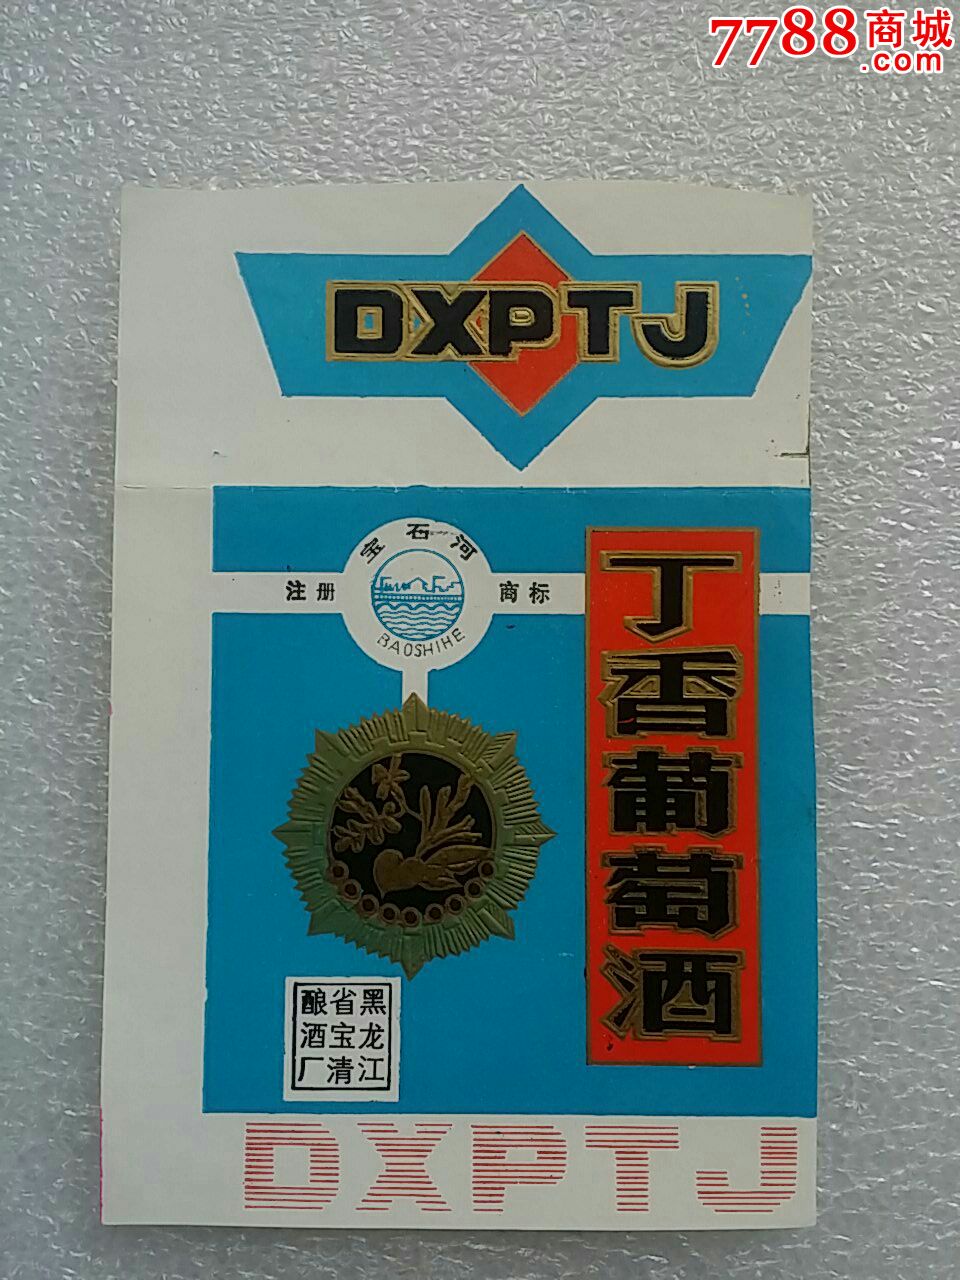 7788商城
.com
DXPTJ
宝石河
注册 商标
BAOSHIHE
丁香葡萄酒
黑龙江
省宝清
酿酒厂
DXPTJ